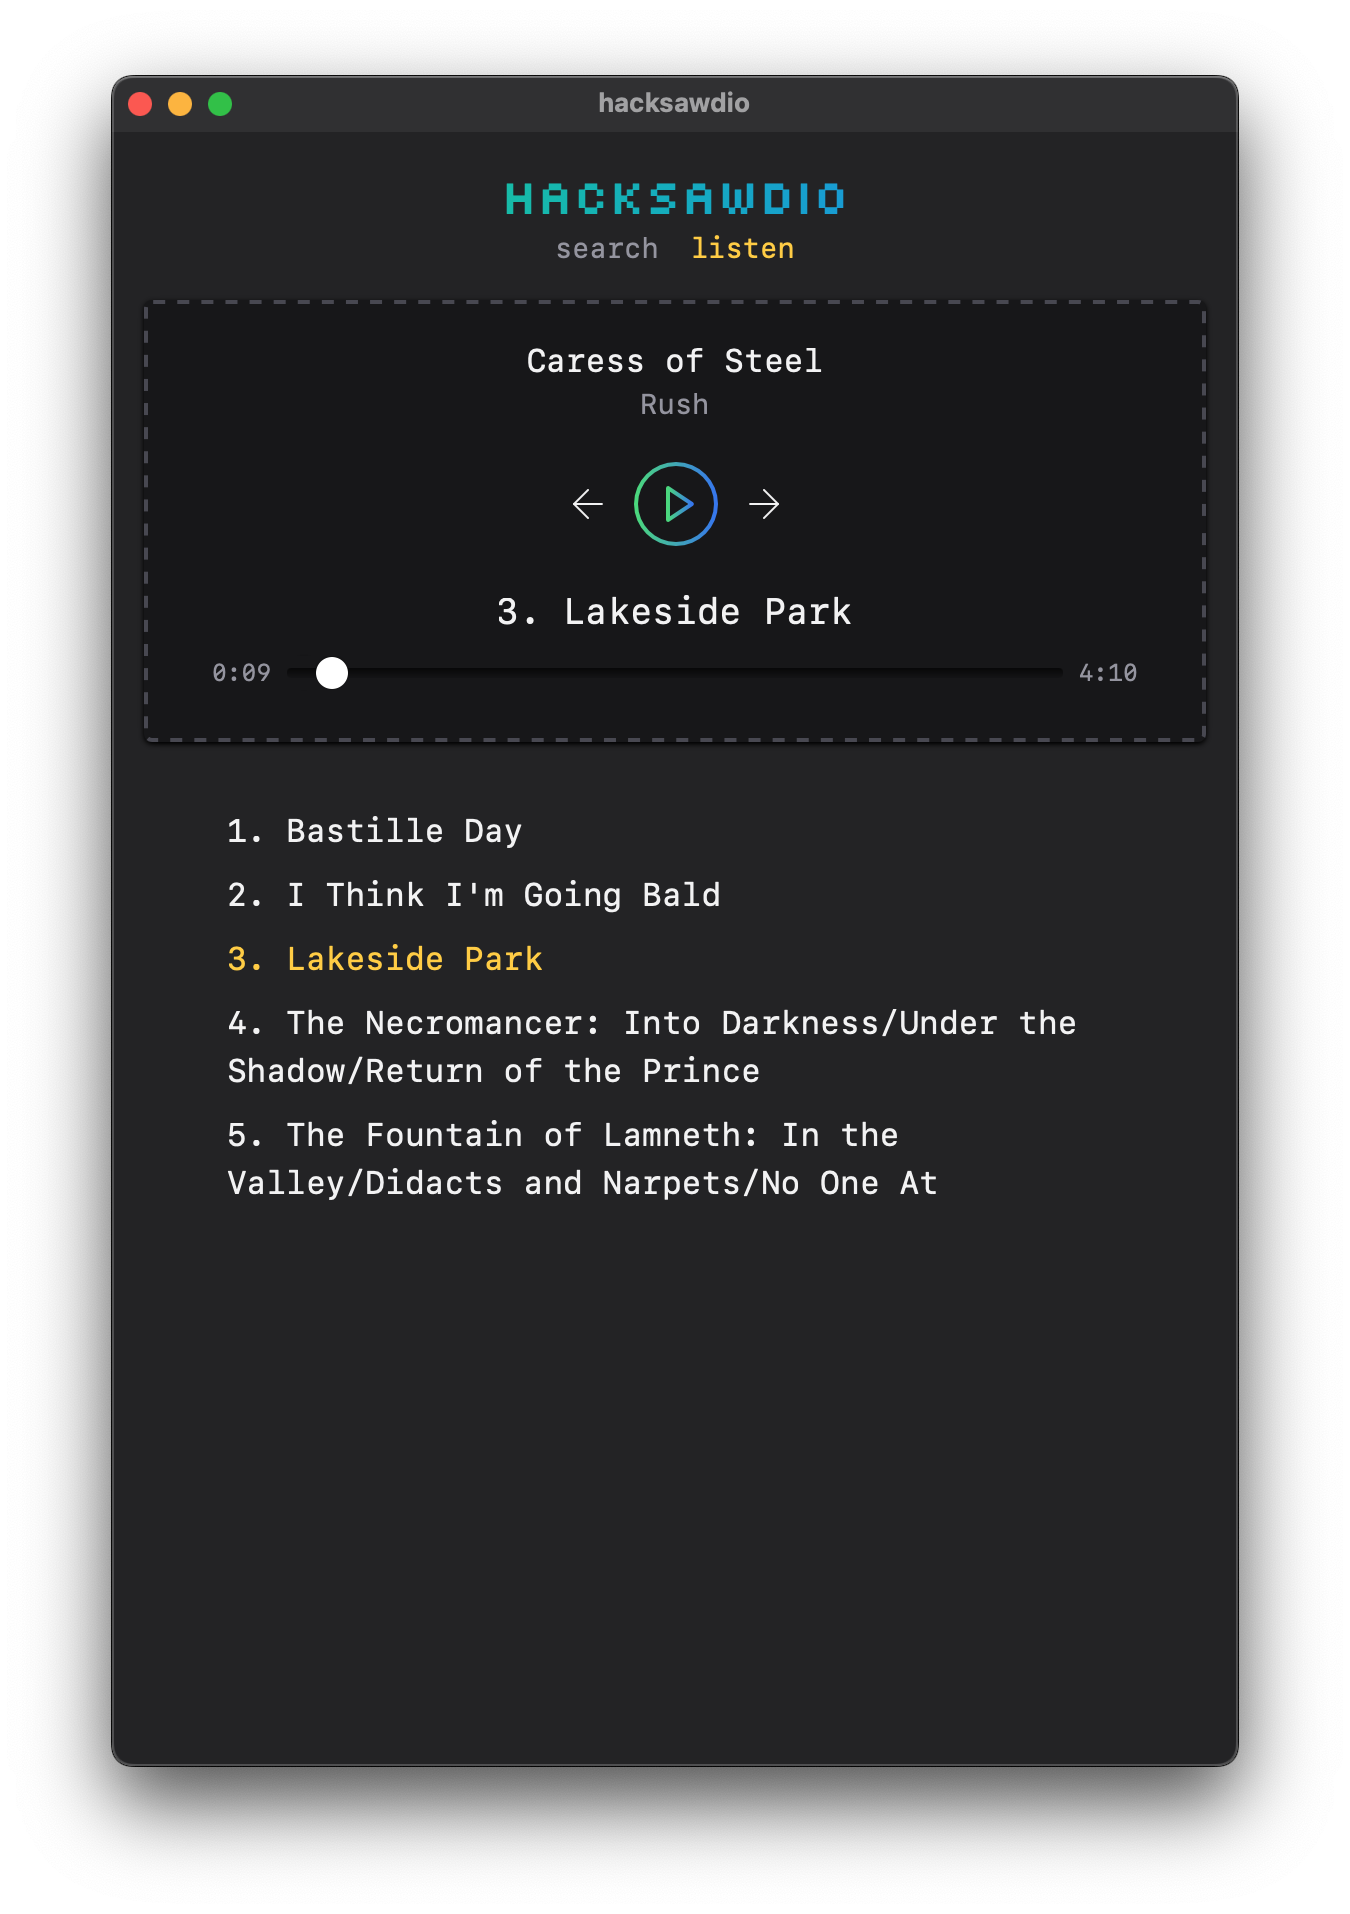 hacksawdio
HACKSAWDIO
search listen
Caress of Steel
Rush
3. Lakeside Park
0:09 4:10
1. Bastille Day
2. I Think I'm Going Bald
3. Lakeside Park
4. The Necromancer: Into Darkness/Under the
Shadow/Return of the Prince
5. The Fountain of Lamneth: In the
Valley/Didacts and Narpets/No One At